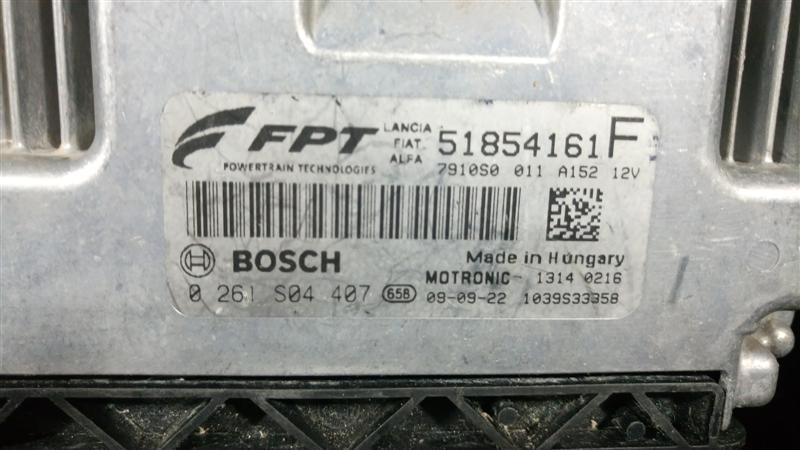 FPT
POWERTRAIN TECHNOLOGIES
LANCIA
FIAT
ALFA
51854161 F
7910S0 011 A152 12V
BOSCH
Made in Hungary
MOTRONIC- 1314 0216
0 261 S04 407 658 09-09-22 1039S33358